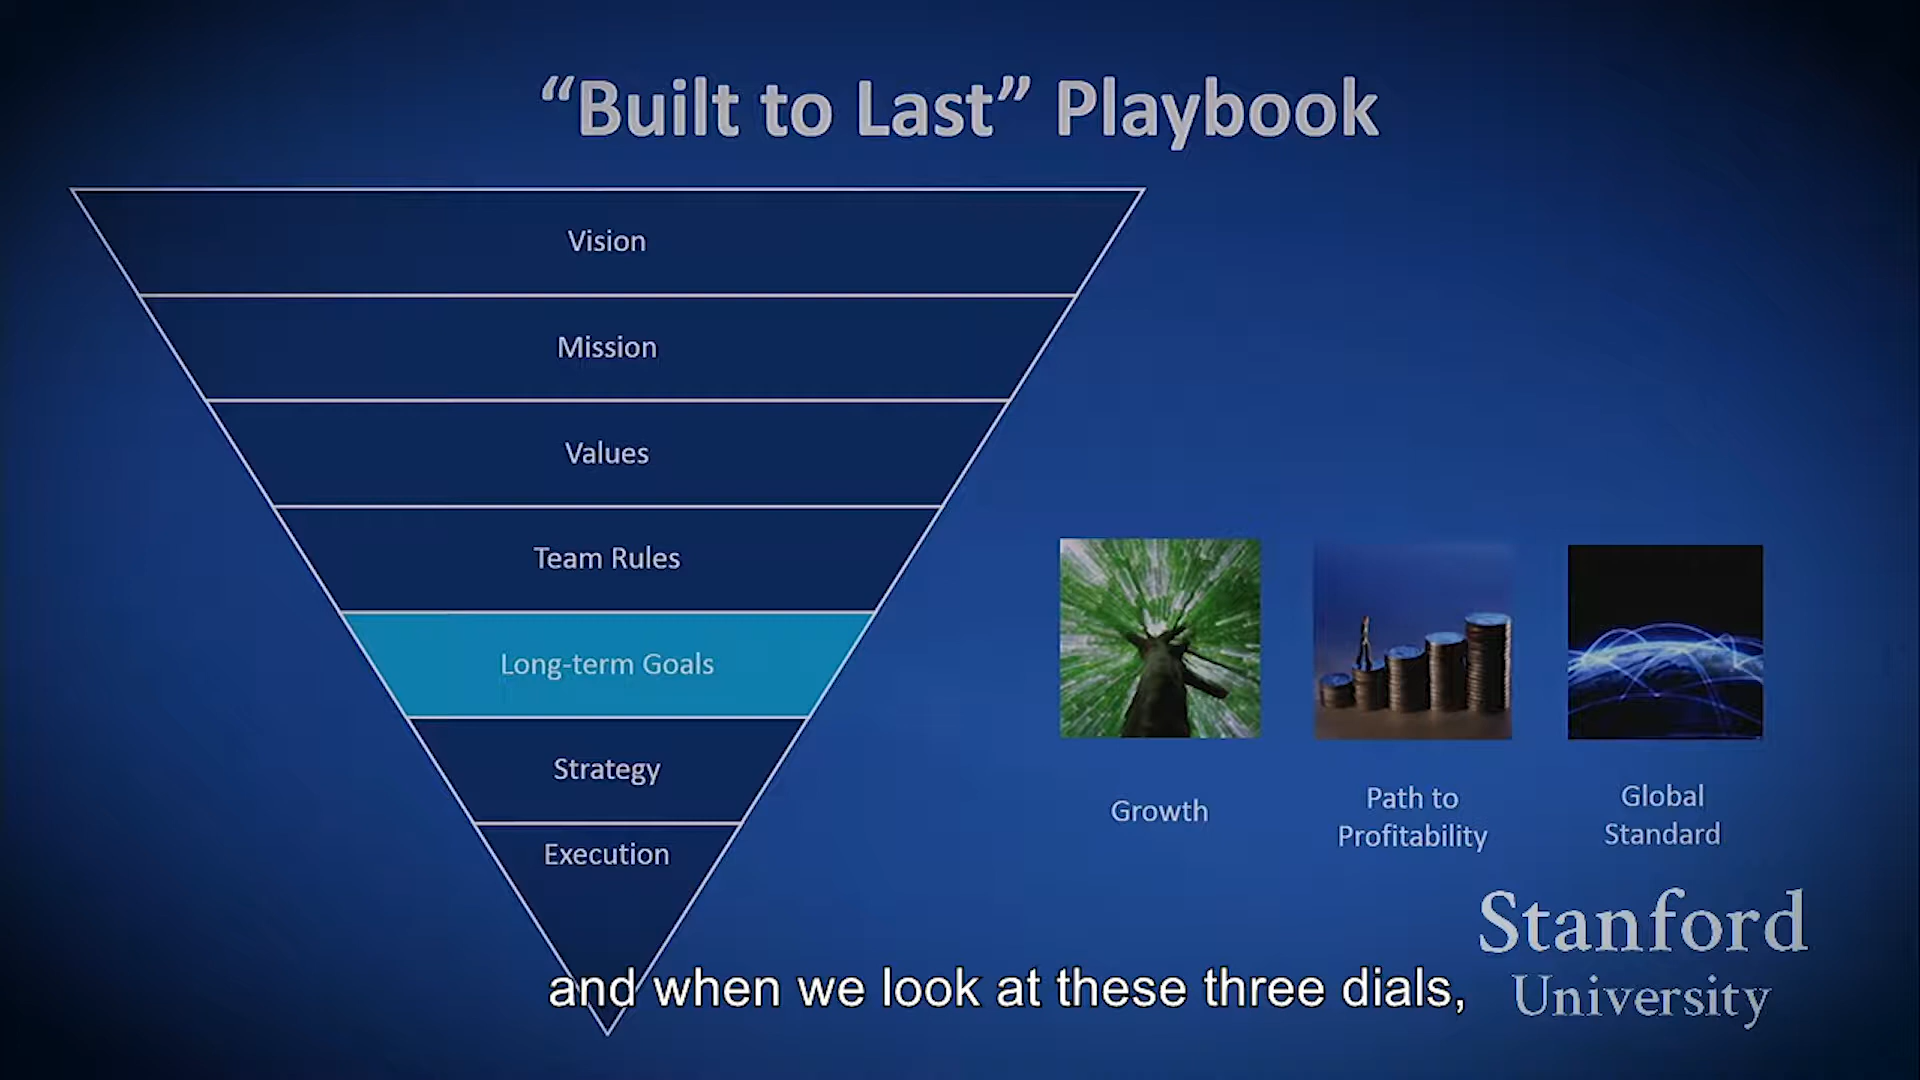 “Built to Last” Playbook
Vision
Mission
Values
Team Rules
Long-term Goals
Strategy
Execution
Growth
Path to
Profitability
Global
Standard
Stanford
University
and when we look at these three dials,